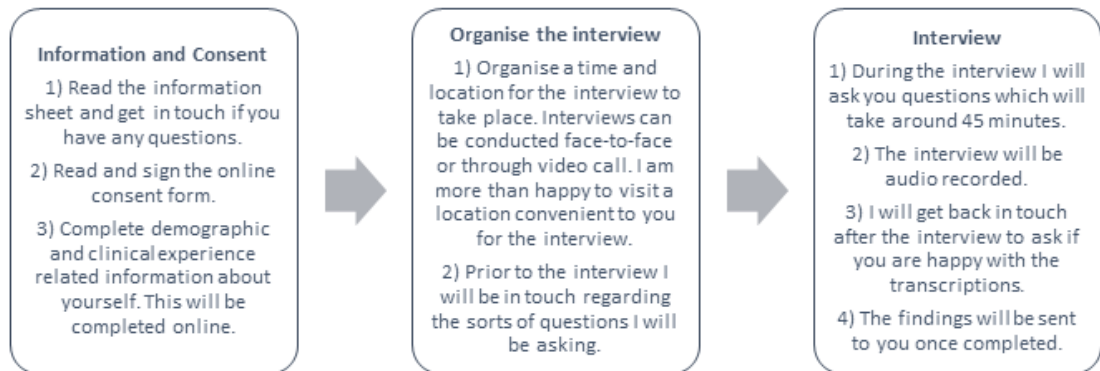 Information and Consent
1) Read the information
sheet and get in touch if you
have any questions.
2) Read and sign the online
consent form.
3) Complete demographic
and clinical experience
related information about
yourself. This will be
completed online.
Organise the interview
1) Organise a time and
location for the interview to
take place. Interviews can
be conducted face-to-face
or through video call. I am
more than happy to visit a
location convenient to you
for the interview.
2) Prior to the interview I
will be in touch regarding
the sorts of questions I will
be asking.
Interview
1) During the interview I will
ask you questions which will
take around 45 minutes.
2) The interview will be
audio recorded.
3) I will get back in touch
after the interview to ask if
you are happy with the
transcriptions.
4) The findings will be sent
to you once completed.